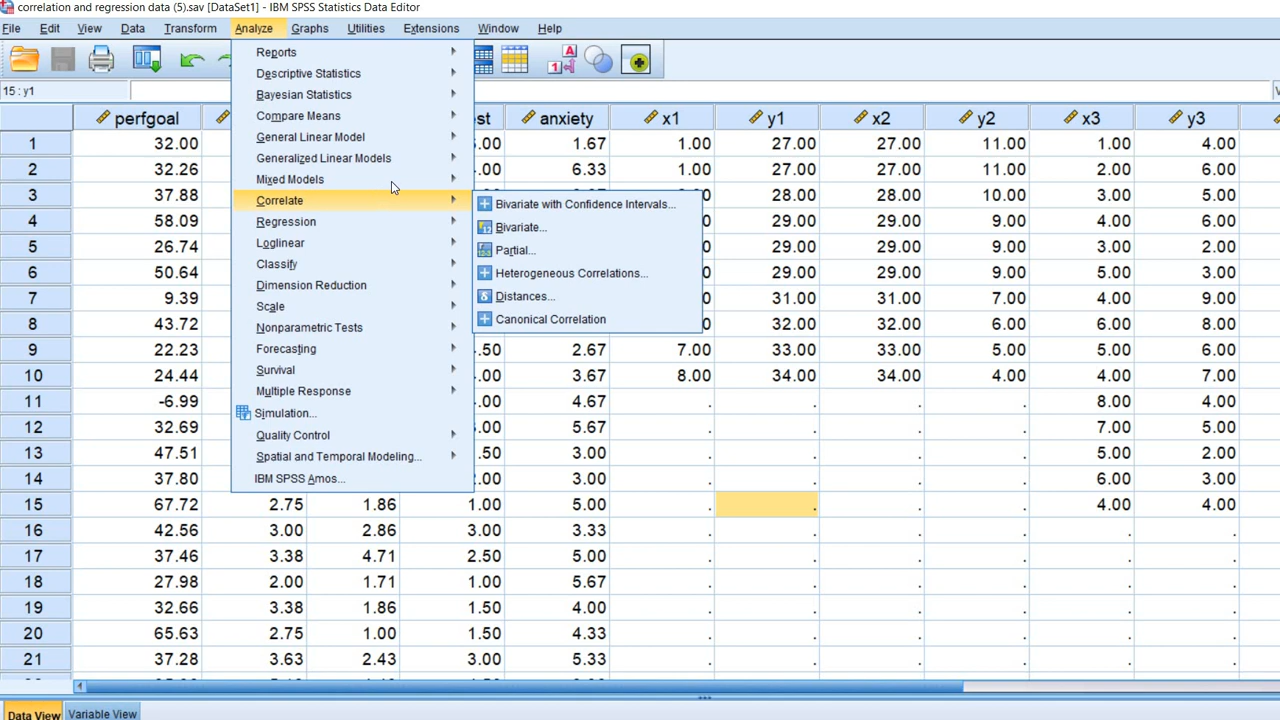 correlation and regression data (5).sav [DataSet1] - IBM SPSS Statistics Data Editor
File Edit View Data Transform Analyze Graphs Utilities Extensions Window Help
15 : y1
Reports
Descriptive Statistics
Bayesian Statistics
Compare Means
General Linear Model
Generalized Linear Models
Mixed Models
Correlate
Regression
Loglinear
Classify
Dimension Reduction
Scale
Nonparametric Tests
Forecasting
Survival
Multiple Response
Simulation...
Quality Control
Spatial and Temporal Modeling...
IBM SPSS Amos...
Bivariate with Confidence Intervals...
Bivariate...
Partial...
Heterogeneous Correlations...
Distances...
Canonical Correlation
perfgoal anxiety x1 y1 x2 y2 x3 y3
1 32.00 1.67 1.00 27.00 27.00 11.00 1.00 4.00
2 32.26 6.33 1.00 27.00 27.00 11.00 2.00 6.00
3 37.88 28.00 28.00 10.00 3.00 5.00
4 58.09 29.00 29.00 9.00 4.00 6.00
5 26.74 29.00 29.00 9.00 3.00 2.00
6 50.64 29.00 29.00 9.00 5.00 3.00
7 9.39 31.00 31.00 7.00 4.00 9.00
8 43.72 32.00 32.00 6.00 6.00 8.00
9 22.23 .50 2.67 7.00 33.00 33.00 5.00 5.00 6.00
10 24.44 .00 3.67 8.00 34.00 34.00 4.00 4.00 7.00
11 -6.99 .00 4.67 . . . . 8.00 4.00
12 32.69 .00 5.67 . . . . 7.00 5.00
13 47.51 .50 3.00 . . . . 5.00 2.00
14 37.80 .00 3.00 . . . . 6.00 3.00
15 67.72 2.75 1.86 1.00 5.00 . . . . 4.00 4.00
16 42.56 3.00 2.86 3.00 3.33 . . . . . .
17 37.46 3.38 4.71 2.50 5.00 . . . . . .
18 27.98 2.00 1.71 1.00 5.67 . . . . . .
19 32.66 3.38 1.86 1.50 4.00 . . . . . .
20 65.63 2.75 1.00 1.50 4.33 . . . . . .
21 37.28 3.63 2.43 3.00 5.33 . . . . . .
Data View Variable View